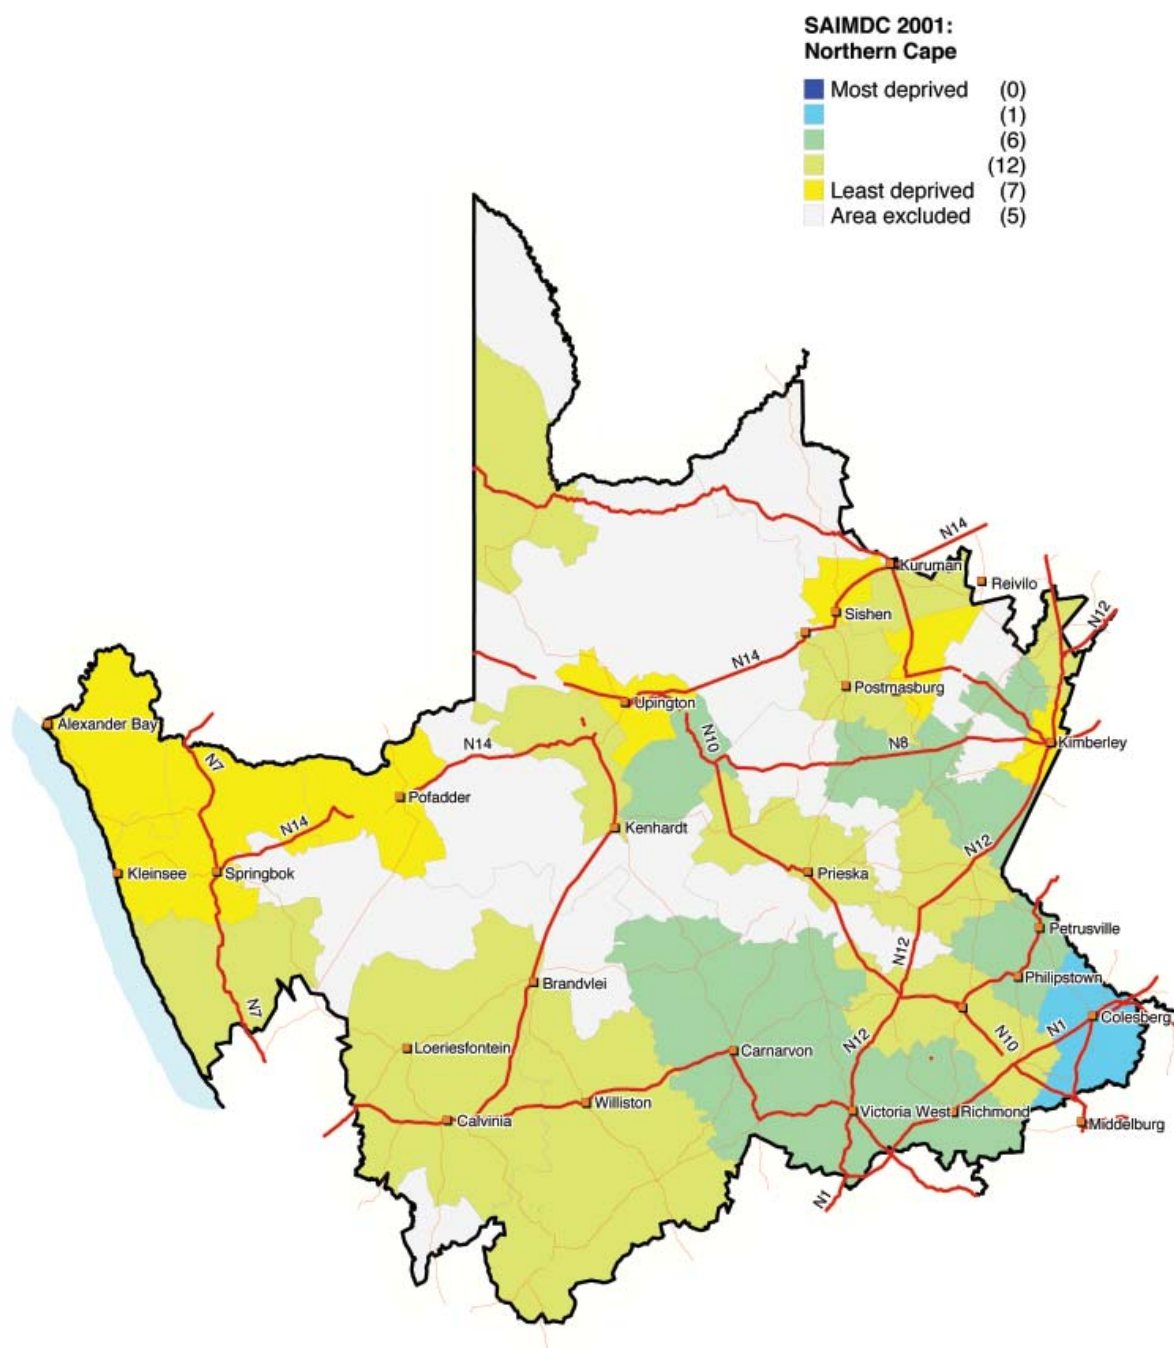 SAIMDC 2001:
Northern Cape
Most deprived (0)
(1)
(6)
(12)
Least deprived (7)
Area excluded (5)
N14
Kuruman
Reivilo
Sishen
N12
N14
Postmasburg
Upington
Alexander Bay
N10
N8
Kimberley
N14
N7
Pofadder
Kenhardt
N14
N12
Kleinsee
Springbok
Prieska
Petrusville
N12
Philipstown
Brandvlei
N7
Colesberg
N1
N10
N12
Loeriesfontein
Carnarvon
Williston
Victoria West
Richmond
Calvinia
Middelburg
N1